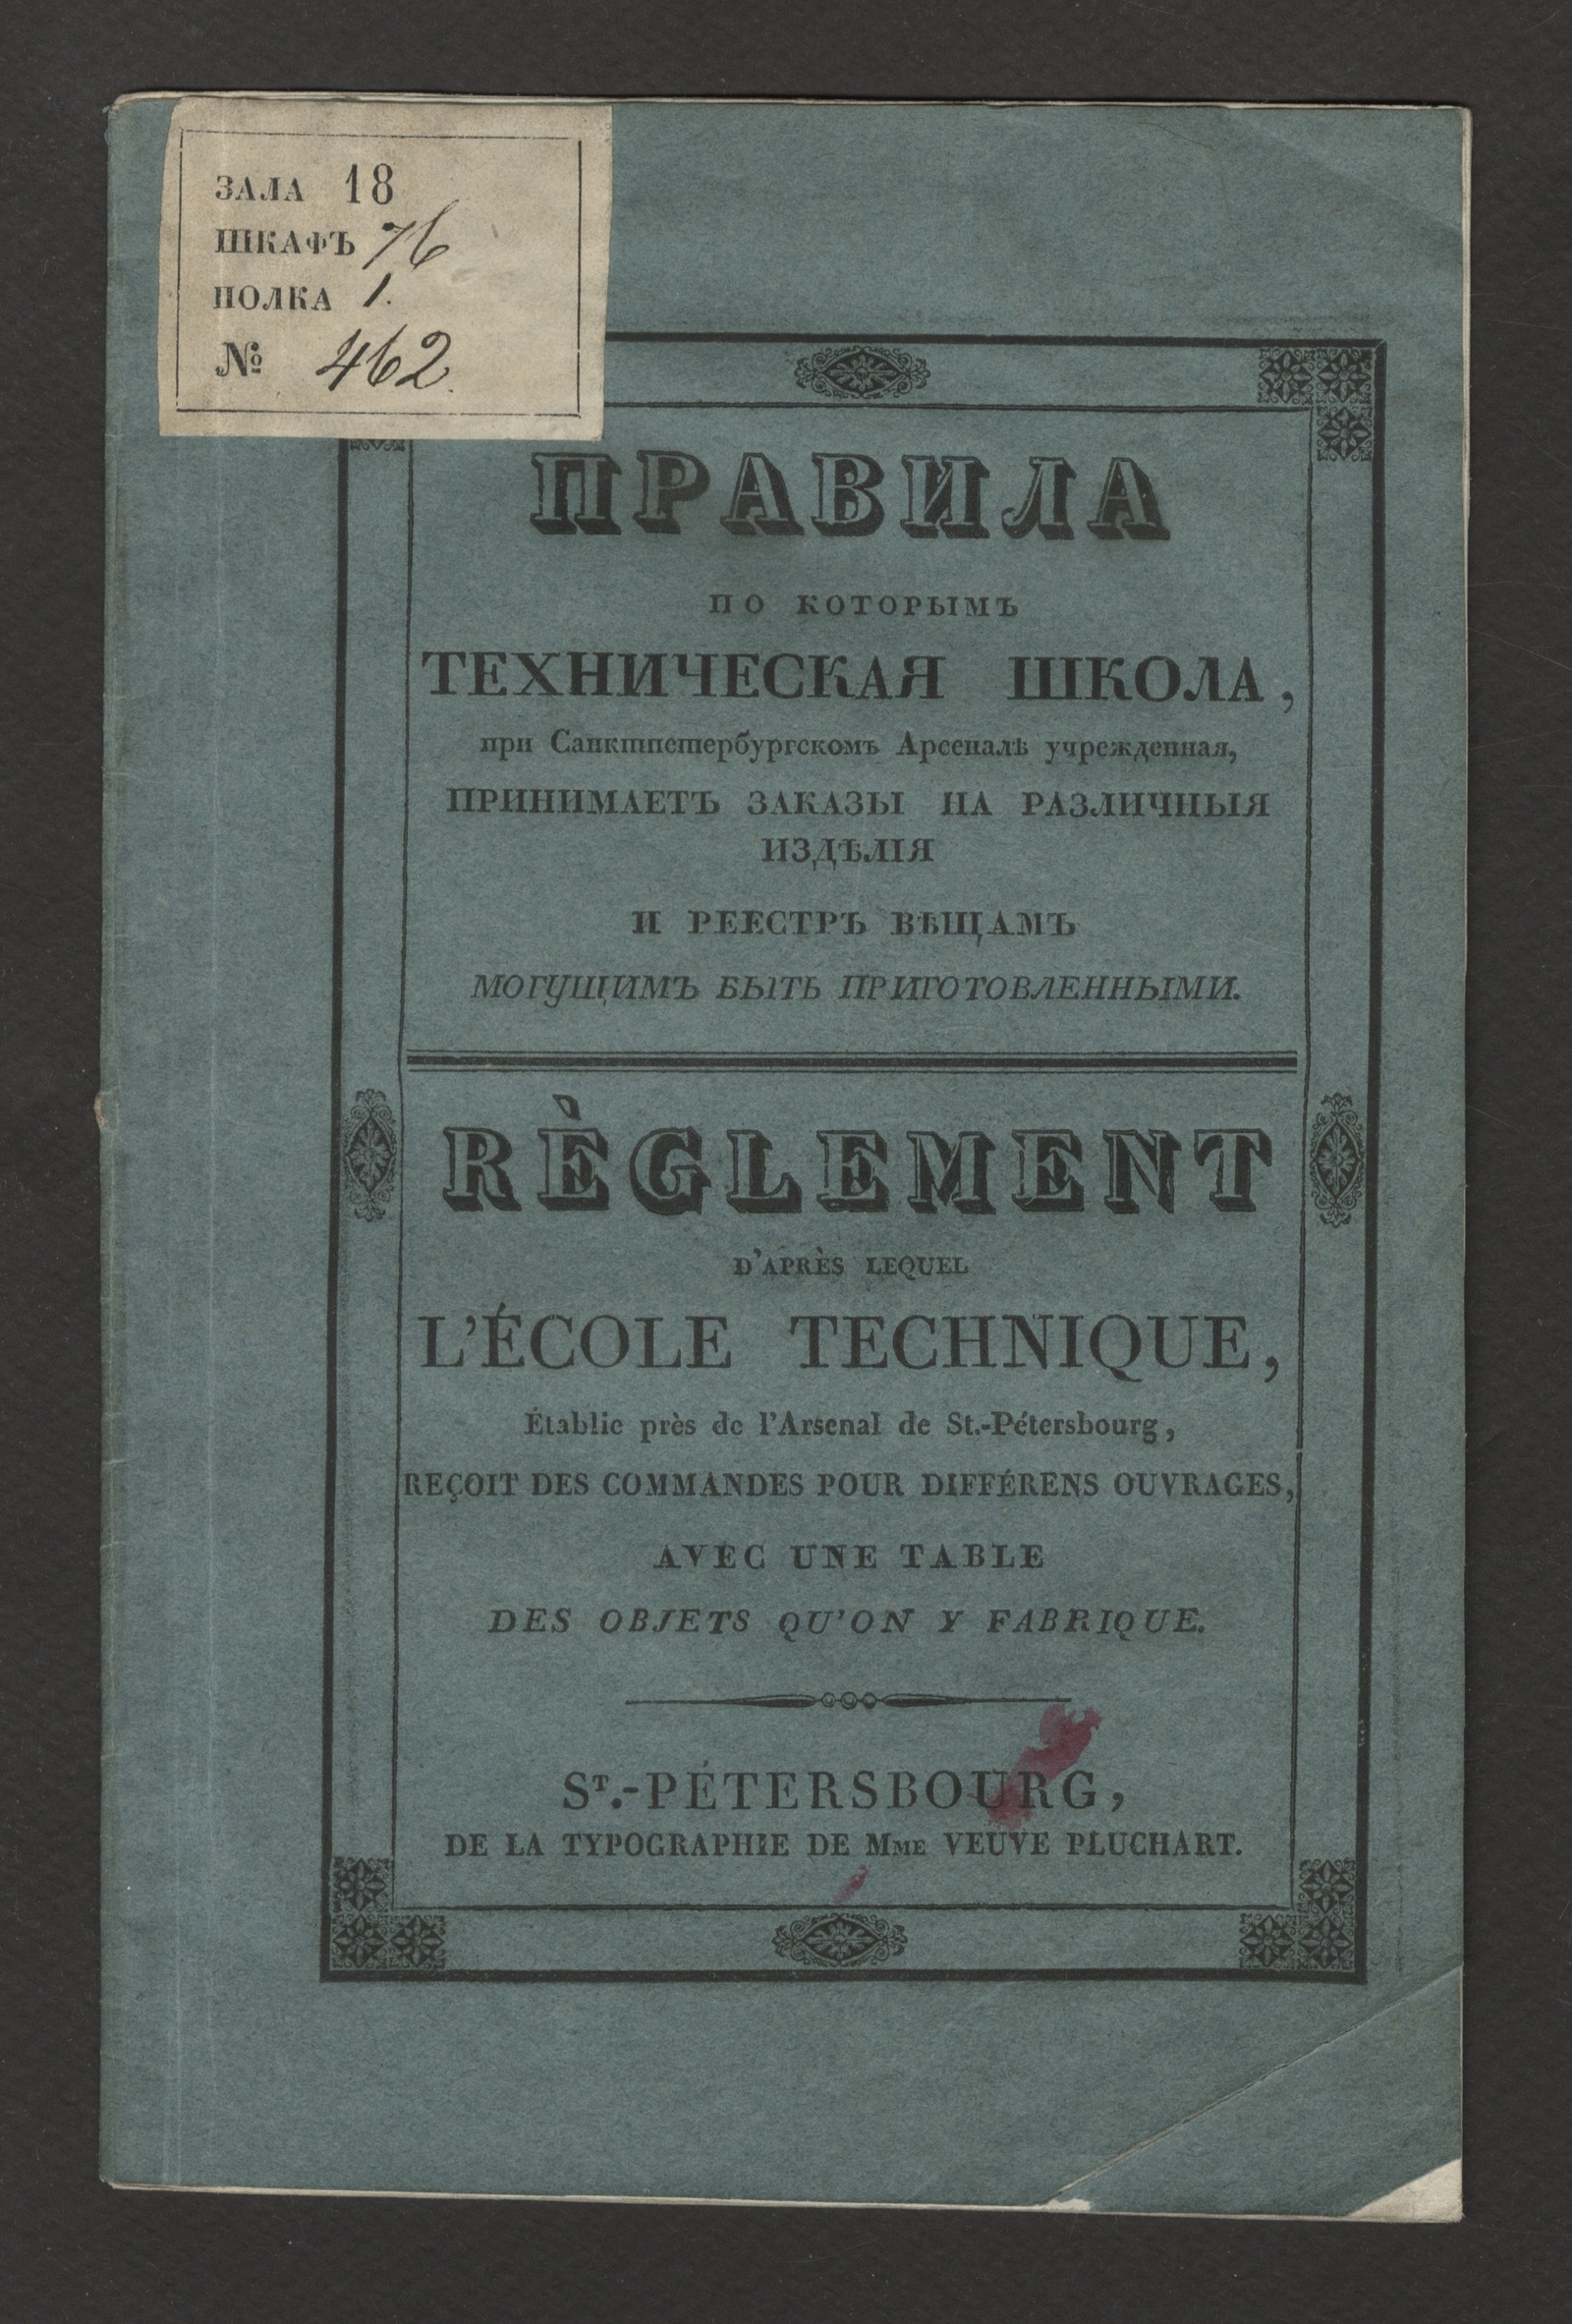 ЗАЛА 18
ШКАФЪ 76
ПОЛКА 1.
№ 462.
ПРАВИЛА
ПО КОТОРЫМЪ
ТЕХНИЧЕСКАЯ ШКОЛА,
при Санктпетербургскомъ Арсеналѣ учрежденная,
ПРИНИМАЕТЪ ЗАКАЗЫ НА РАЗЛИЧНЫЯ
ИЗДѢЛІЯ
И РЕЕСТРЪ ВѢЩАМЪ
МОГУЩИМЪ БЫТЬ ПРИГОТОВЛЕННЫМИ.
RÈGLEMENT
D'APRÈS LEQUEL
L'ÉCOLE TECHNIQUE,
Établie près de l'Arsenal de St.-Pétersbourg,
REÇOIT DES COMMANDES POUR DIFFÉRENS OUVRAGES,
AVEC UNE TABLE
DES OBJETS QU'ON Y FABRIQUE.
ST.-PÉTERSBOURG,
DE LA TYPOGRAPHIE DE MME VEUVE PLUCHART.